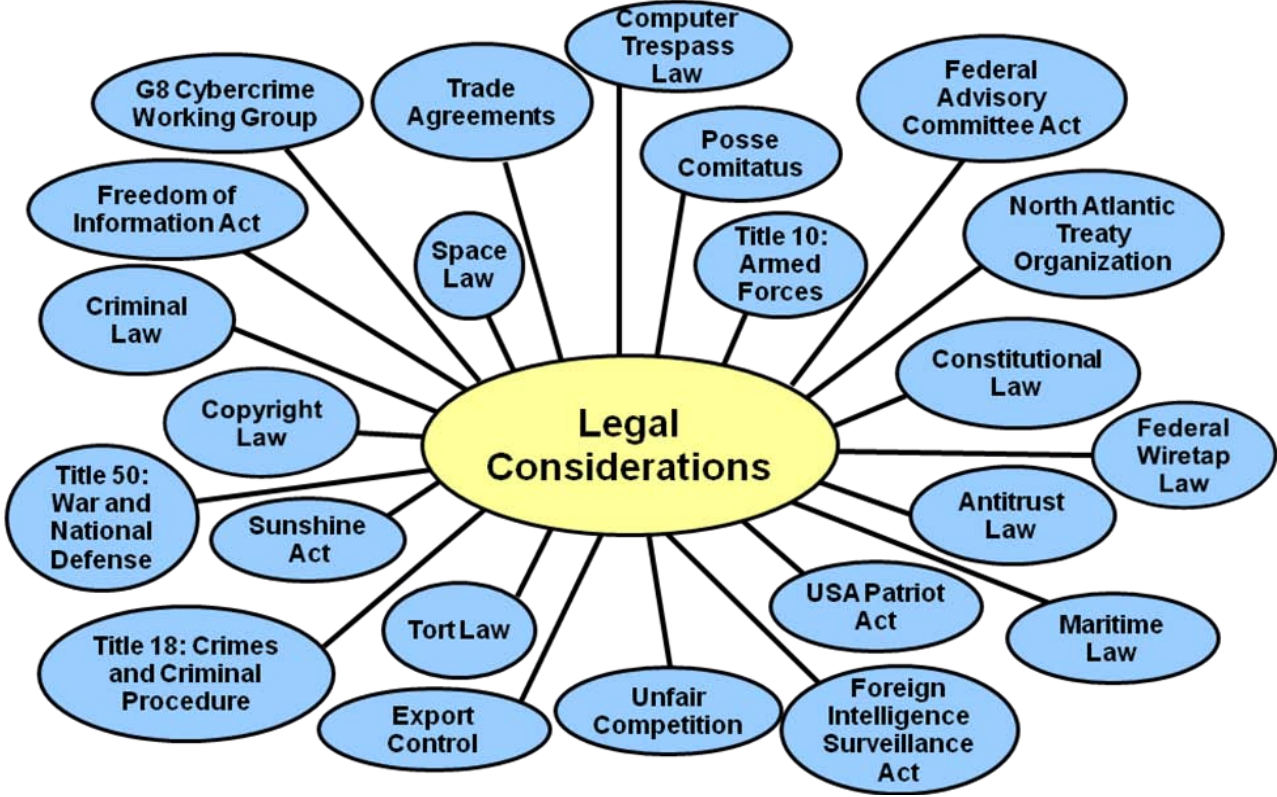 Computer
Trespass
Law
G8 Cybercrime
Working Group
Trade
Agreements
Federal
Advisory
Committee Act
Posse
Comitatus
Freedom of
Information Act
North Atlantic
Treaty
Organization
Space
Law
Title 10:
Armed
Forces
Criminal
Law
Constitutional
Law
Copyright
Law
Legal
Considerations
Federal
Wiretap
Law
Title 50:
War and
National
Defense
Sunshine
Act
Antitrust
Law
USA Patriot
Act
Maritime
Law
Tort Law
Title 18: Crimes
and Criminal
Procedure
Export
Control
Unfair
Competition
Foreign
Intelligence
Surveillance
Act